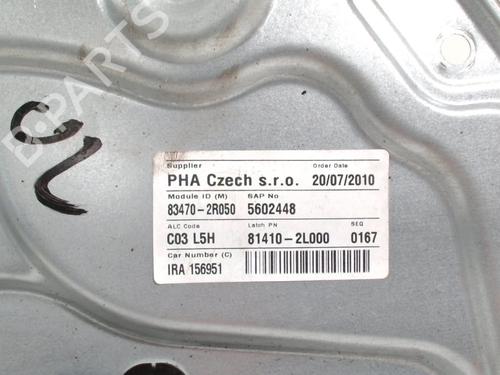 B-PARTS
Supplier Order Date
PHA Czech s.r.o. 20/07/2010
Module ID (M) SAP No
83470-2R050 5602448
ALC Code Latch PN SEQ
C03 L5H 81410-2L000 0167
Car Number (C)
IRA 156951